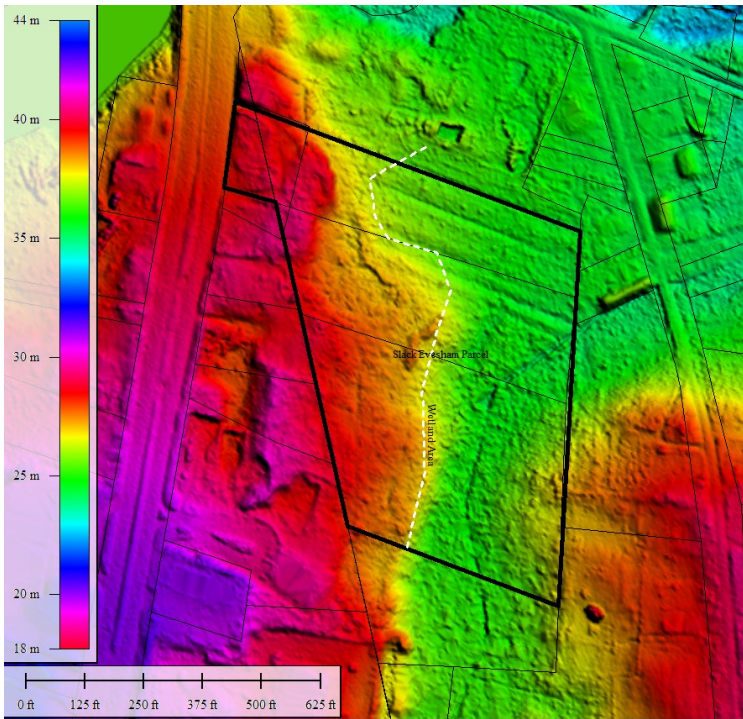 44 m
40 m
35 m
30 m
25 m
20 m
18 m
Slack Evesham Parcel
Wetland Area
0 ft
125 ft
250 ft
375 ft
500 ft
625 ft